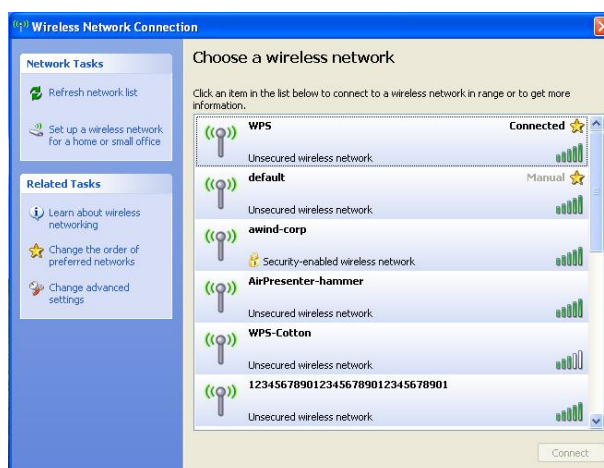 Wireless Network Connection
Network Tasks
Refresh network list
Set up a wireless network
for a home or small office
Related Tasks
Learn about wireless
networking
Change the order of
preferred networks
Change advanced
settings
Choose a wireless network
Click an item in the list below to connect to a wireless network in range or to get more
information.
WPS Connected
Unsecured wireless network
default Manual
Unsecured wireless network
awind-corp
Security-enabled wireless network
AirPresenter-hammer
Unsecured wireless network
WPS-Cotton
Unsecured wireless network
1234567890123456789012345678901
Unsecured wireless network
Connect